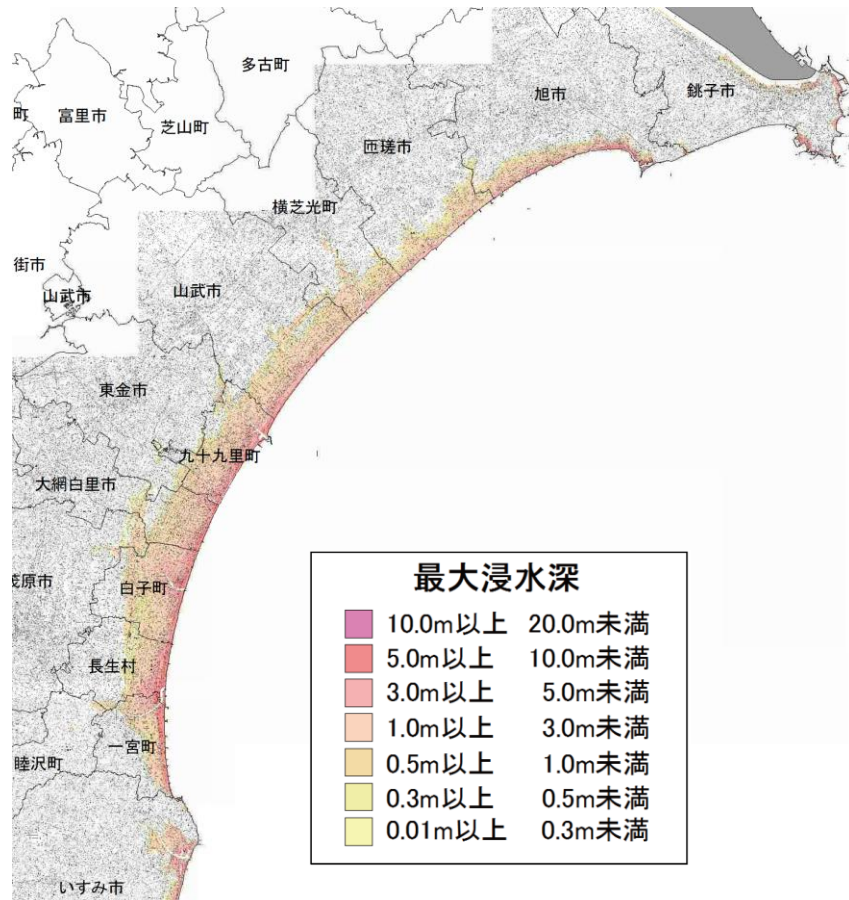 多古町
旭市
銚子市
町
富里市
芝山町
匝瑳市
横芝光町
街市
山武市
山武市
東金市
九十九里町
大網白里市
茂原市
白子町
長生村
一宮町
睦沢町
いすみ市
最大浸水深
10.0m以上 20.0m未満
5.0m以上 10.0m未満
3.0m以上 5.0m未満
1.0m以上 3.0m未満
0.5m以上 1.0m未満
0.3m以上 0.5m未満
0.01m以上 0.3m未満